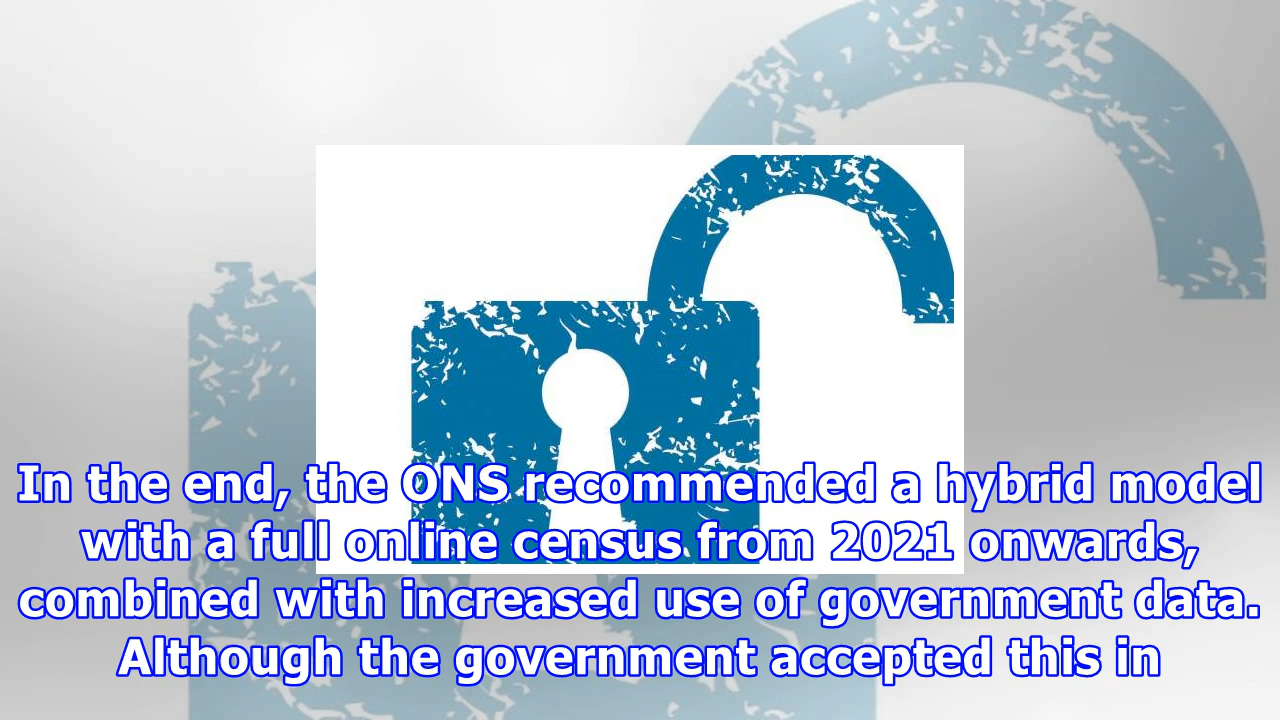 In the end, the ONS recommended a hybrid model
with a full online census from 2021 onwards,
combined with increased use of government data.
Although the government accepted this in